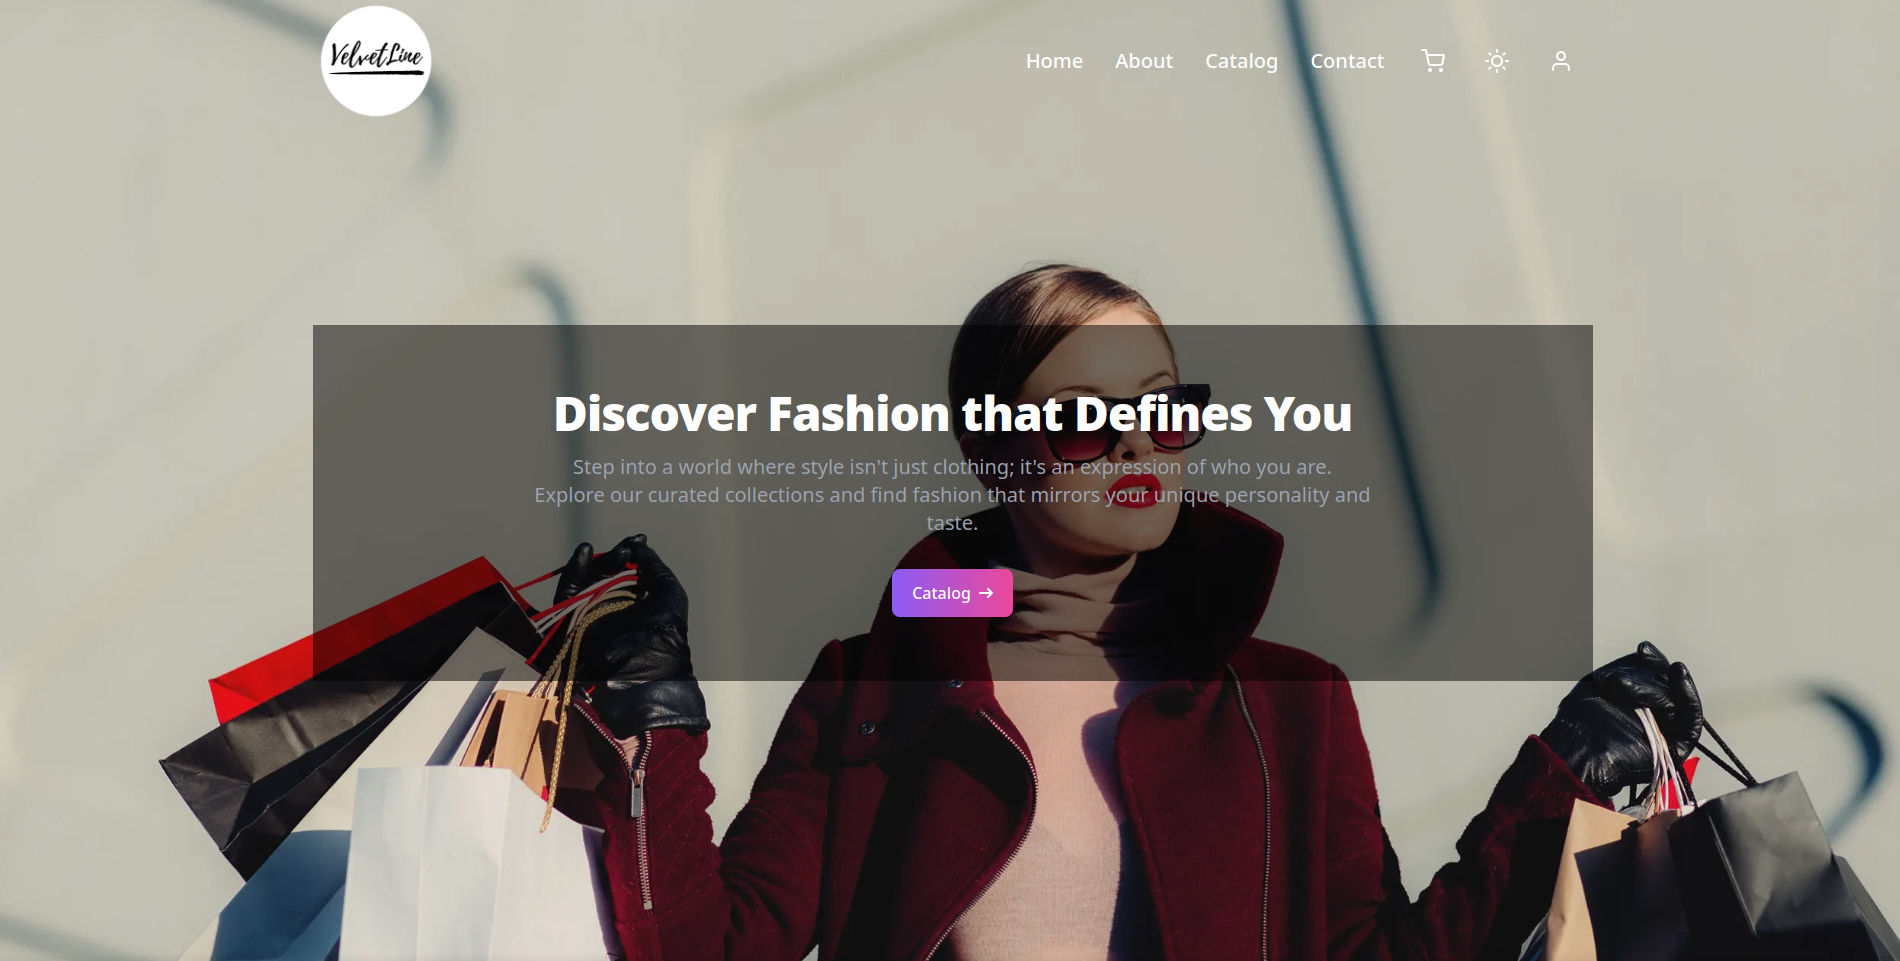 VelvetLine
Home About Catalog Contact
Discover Fashion that Defines You
Step into a world where style isn't just clothing; it's an expression of who you are.
Explore our curated collections and find fashion that mirrors your unique personality and
taste.
Catalog